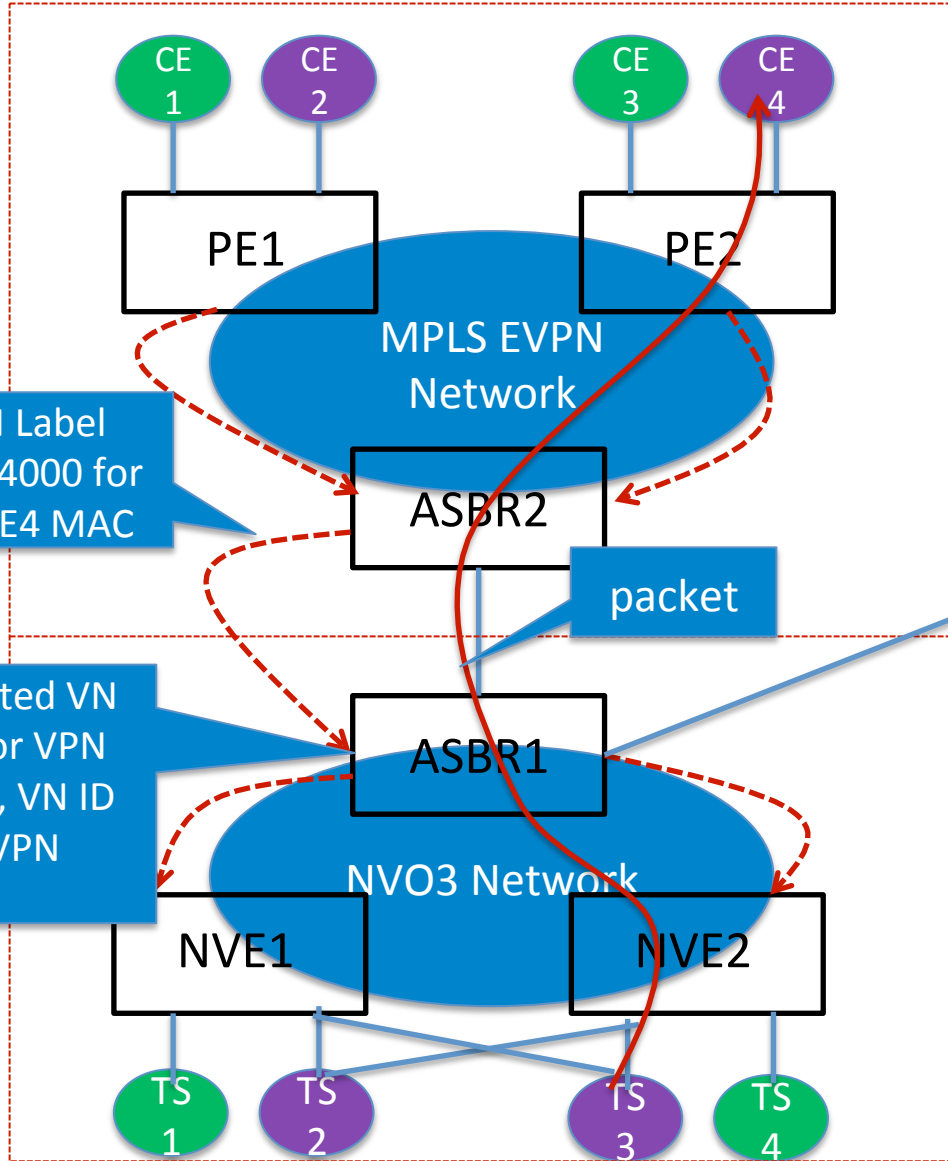 CE
1
CE
2
CE
3
CE
4
PE1
PE2
MPLS EVPN
Network
Label
4000 for
E4 MAC
ASBR2
packet
ted VN
or VPN
, VN ID
VPN
ASBR1
NVO3 Network
NVE1
NVE2
TS
1
TS
2
TS
3
TS
4